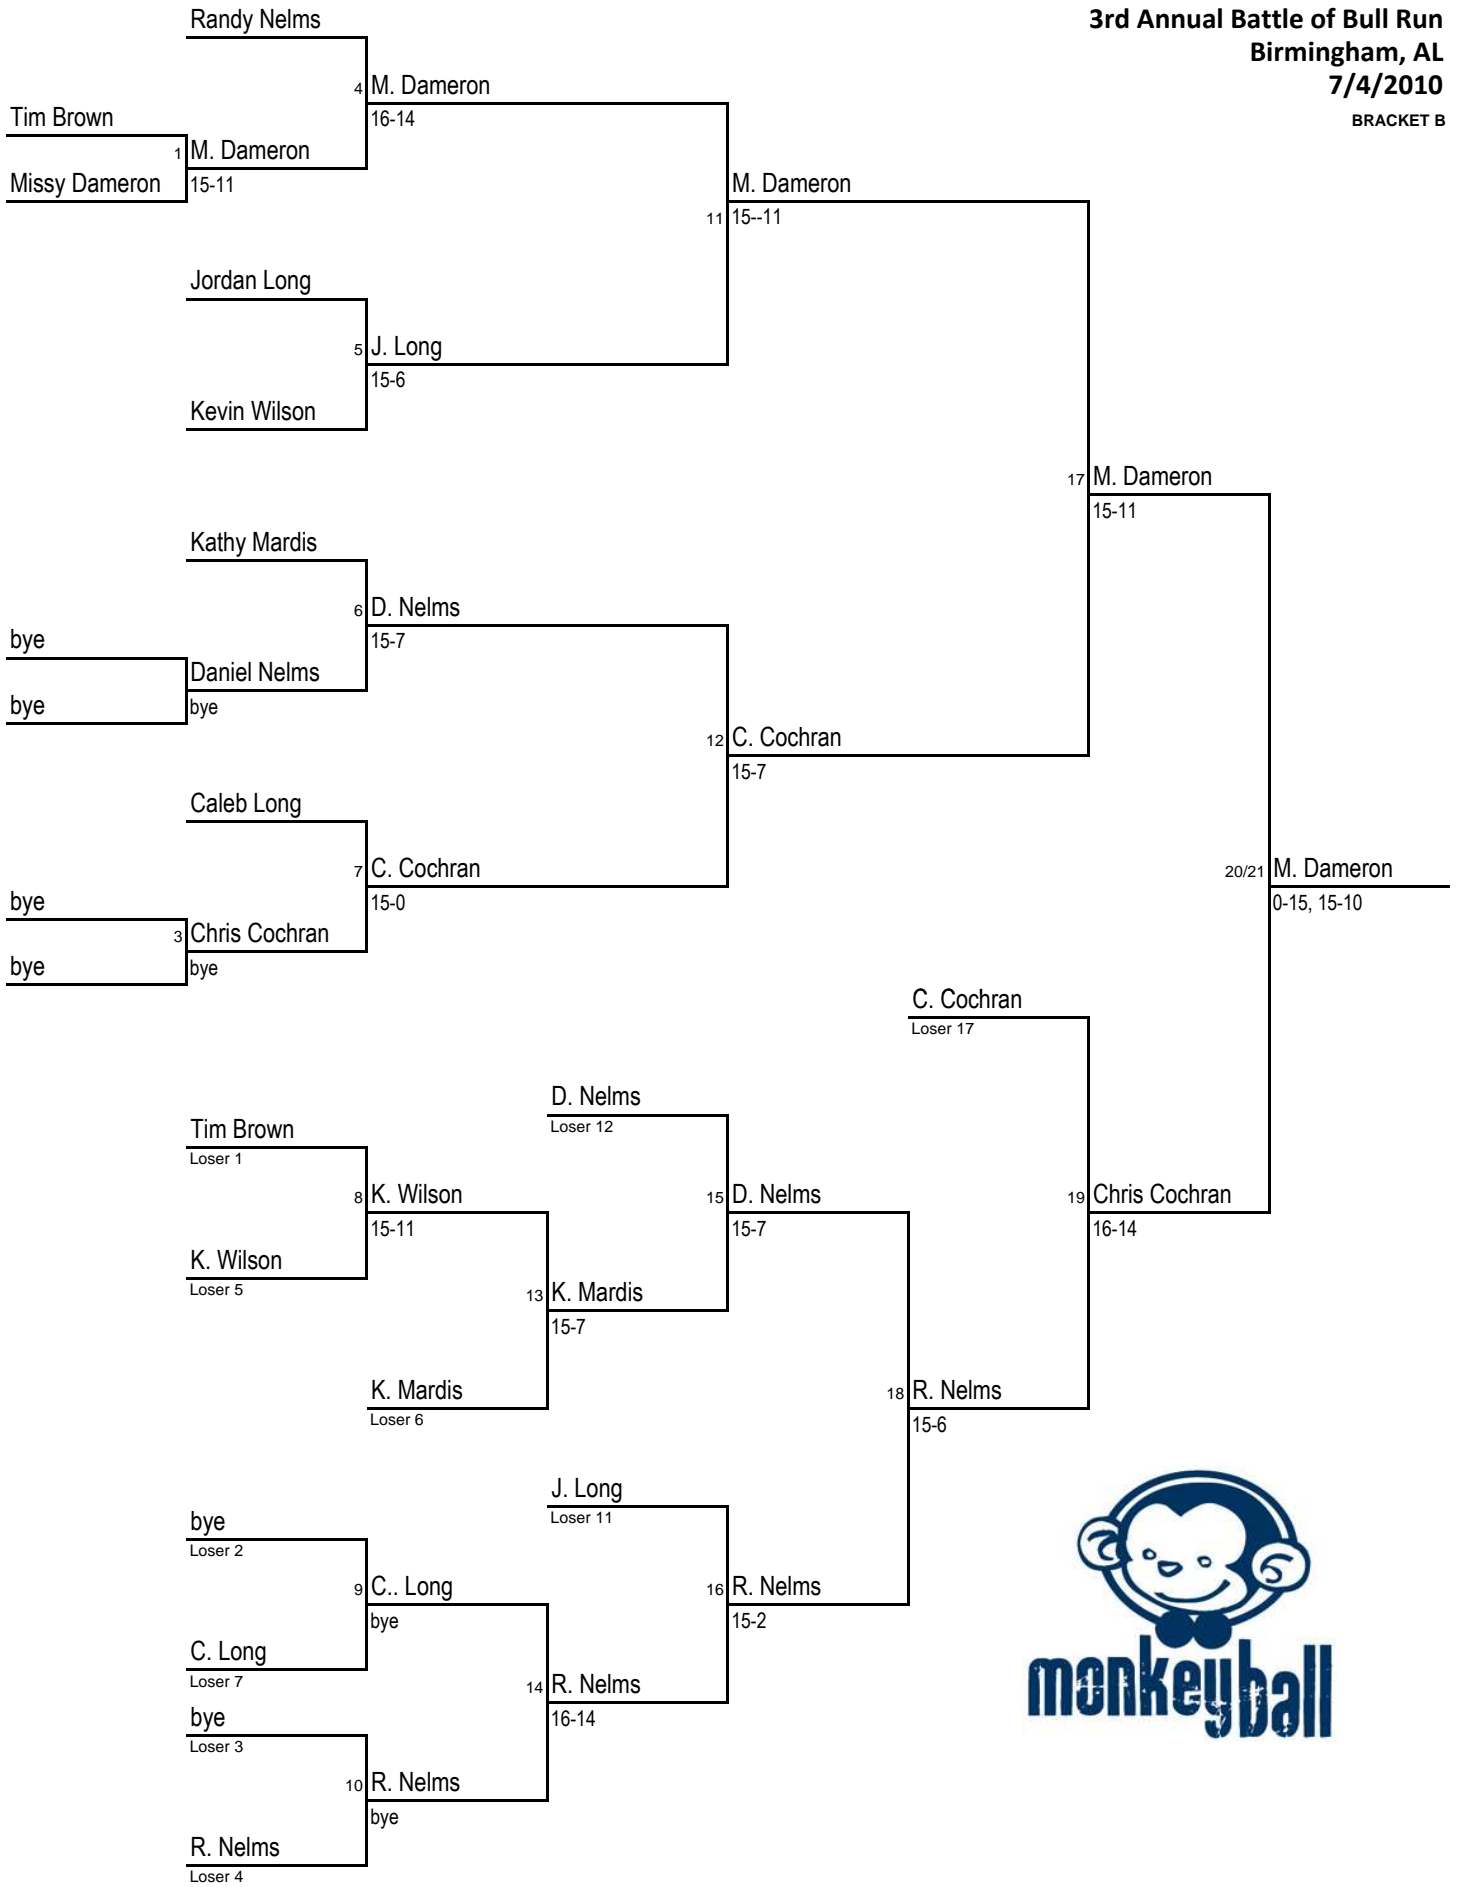 3rd Annual Battle of Bull Run
Birmingham, AL
7/4/2010
BRACKET B
Randy Nelms
4 M. Dameron
16-14
Tim Brown
1 M. Dameron
Missy Dameron
15-11
M. Dameron
11 15--11
Jordan Long
5 J. Long
15-6
Kevin Wilson
17 M. Dameron
15-11
Kathy Mardis
6 D. Nelms
15-7
bye
Daniel Nelms
bye
bye
12 C. Cochran
15-7
Caleb Long
7 C. Cochran
15-0
20/21 M. Dameron
0-15, 15-10
bye
3 Chris Cochran
bye
bye
C. Cochran
Loser 17
D. Nelms
Loser 12
Tim Brown
Loser 1
8 K. Wilson
15-11
15 D. Nelms
15-7
19 Chris Cochran
16-14
K. Wilson
Loser 5
13 K. Mardis
15-7
K. Mardis
Loser 6
18 R. Nelms
15-6
J. Long
Loser 11
bye
Loser 2
9 C.. Long
bye
16 R. Nelms
15-2
C. Long
Loser 7
14 R. Nelms
16-14
bye
Loser 3
10 R. Nelms
bye
R. Nelms
Loser 4
monkeyball